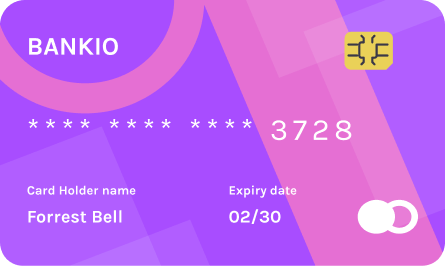 BANKIO
**** **** **** 3728
Card Holder name Expiry date
Forrest Bell 02/30